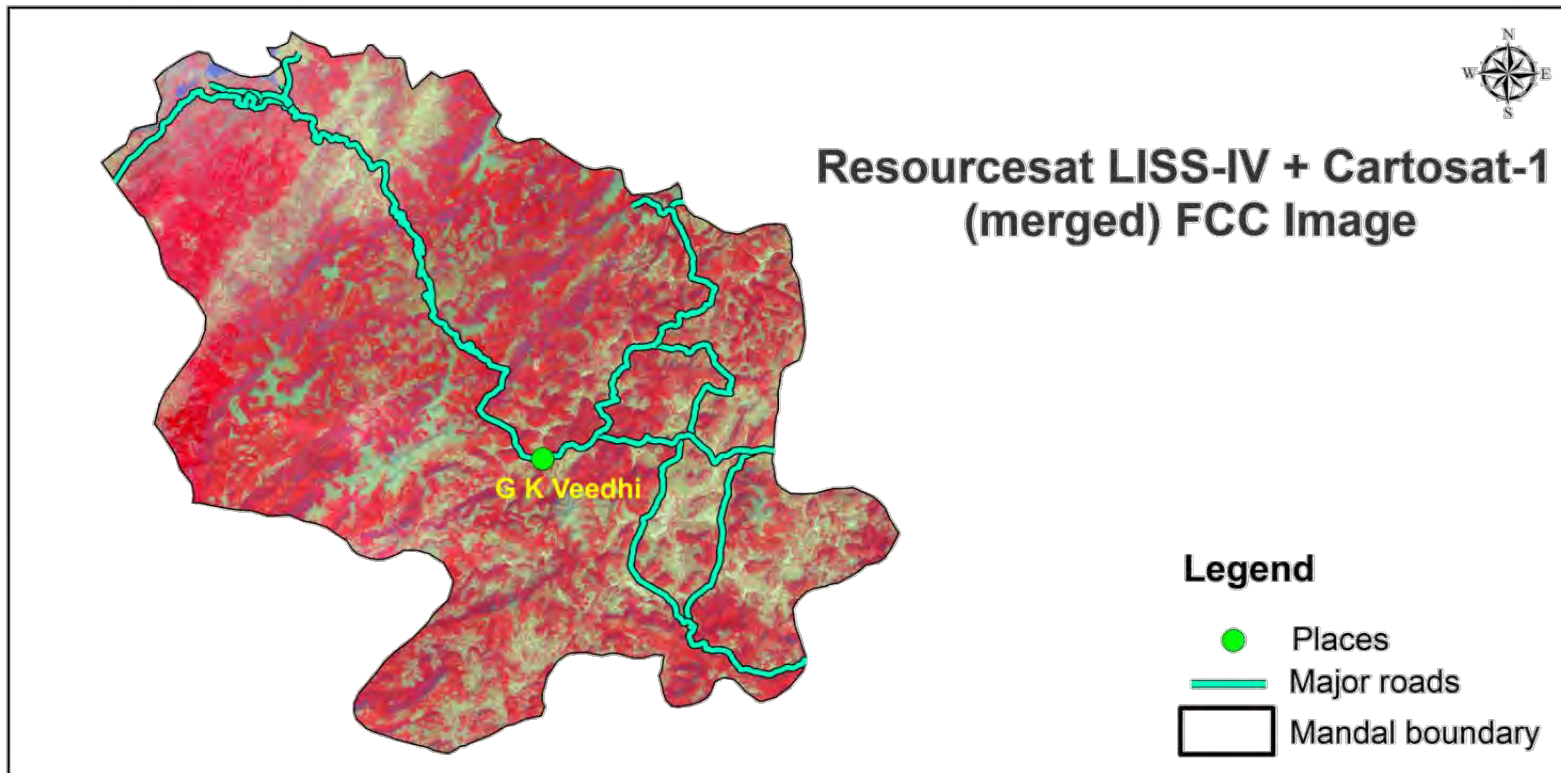 N
W E
S
Resourcesat LISS-IV + Cartosat-1
(merged) FCC Image
G K Veedhi
Legend
Places
Major roads
Mandal boundary